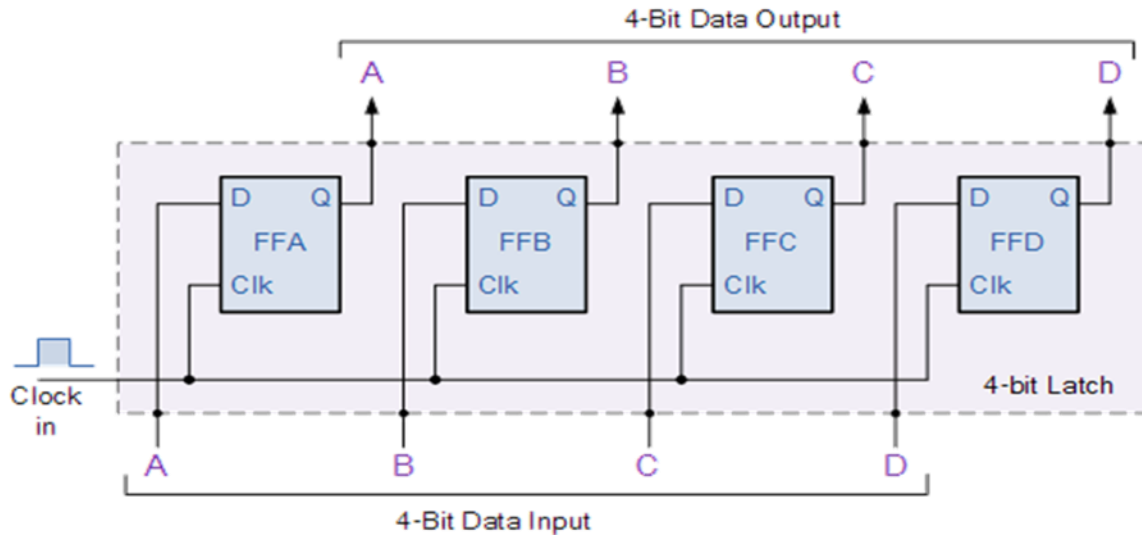 4-Bit Data Output
A B C D
D Q D Q D Q D Q
FFA FFB FFC FFD
Clk Clk Clk Clk
Clock
in
4-bit Latch
A B C D
4-Bit Data Input